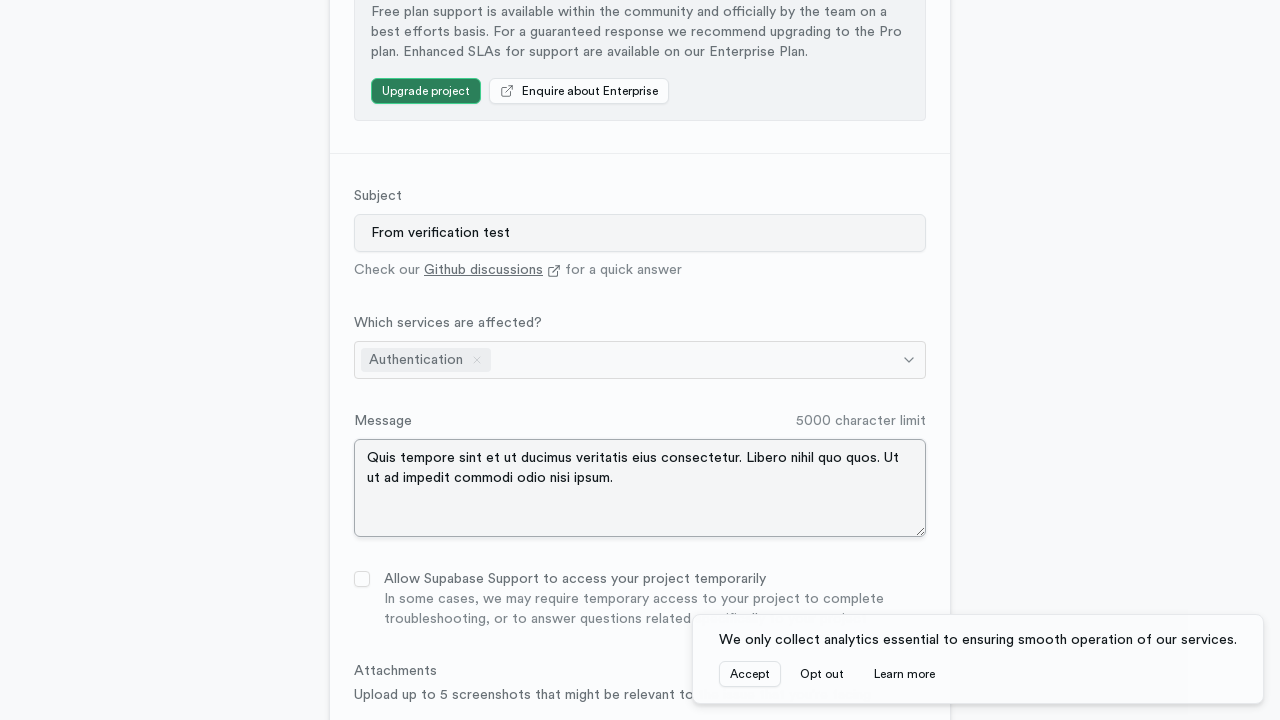 Free plan support is available within the community and officially by the team on a
best efforts basis. For a guaranteed response we recommend upgrading to the Pro
plan. Enhanced SLAs for support are available on our Enterprise Plan.
Upgrade project
Enquire about Enterprise
Subject
From verification test
Check our Github discussions for a quick answer
Which services are affected?
Authentication
Message
5000 character limit
Quis tempore sint et ut ducimus veritatis eius consectetur. Libero nihil quo quos. Ut
ut ad impedit commodi odio nisi ipsum.
Allow Supabase Support to access your project temporarily
In some cases, we may require temporary access to your project to complete
troubleshooting, or to answer questions related
Attachments
Upload up to 5 screenshots that might be relevant to
We only collect analytics essential to ensuring smooth operation of our services.
Accept
Opt out
Learn more